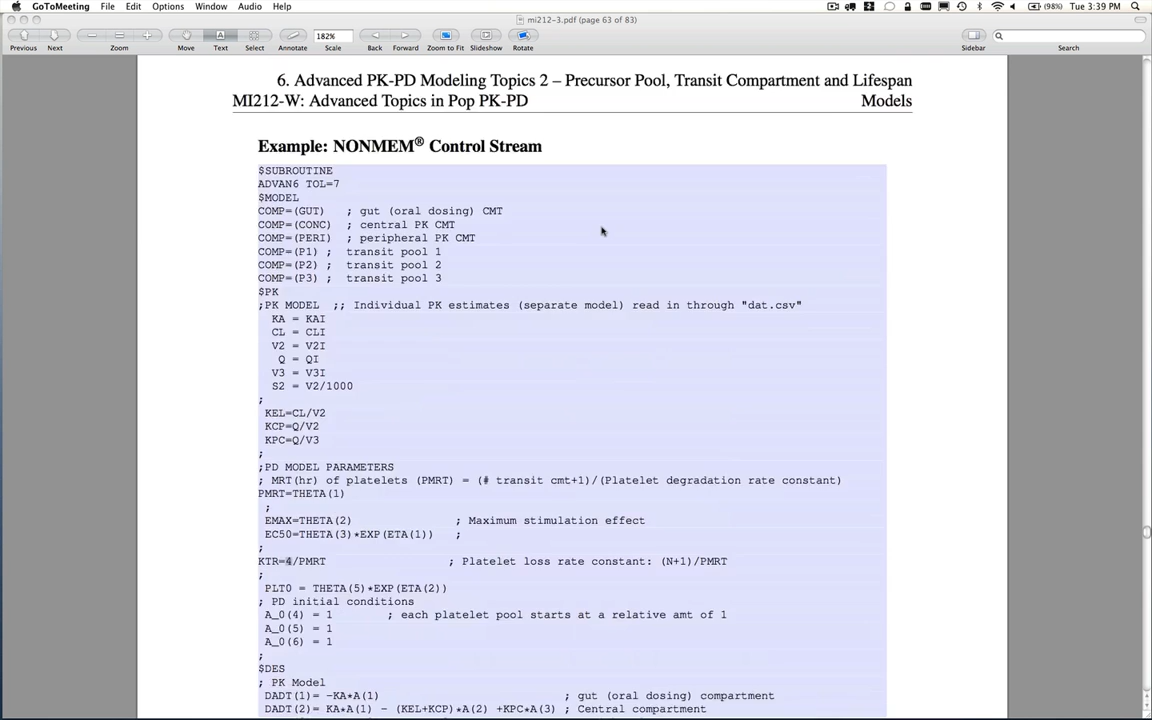 GoToMeeting File Edit Options Window Audio Help
(98%) Tue 3:39 PM
mi212-3.pdf (page 63 of 83)
182%
Previous Next Zoom Move Text Select Annotate Scale Back Forward Zoom to Fit Slideshow Rotate Sidebar Search
6. Advanced PK-PD Modeling Topics 2 – Precursor Pool, Transit Compartment and Lifespan
MI212-W: Advanced Topics in Pop PK-PD Models
Example: NONMEM® Control Stream
$SUBROUTINE
ADVAN6 TOL=7
$MODEL
COMP=(GUT) ; gut (oral dosing) CMT
COMP=(CONC) ; central PK CMT
COMP=(PERI) ; peripheral PK CMT
COMP=(P1) ; transit pool 1
COMP=(P2) ; transit pool 2
COMP=(P3) ; transit pool 3
$PK
;PK MODEL ;; Individual PK estimates (separate model) read in through "dat.csv"
KA = KAI
CL = CLI
V2 = V2I
Q = QI
V3 = V3I
S2 = V2/1000
;
KEL=CL/V2
KCP=Q/V2
KPC=Q/V3
;
;PD MODEL PARAMETERS
; MRT(hr) of platelets (PMRT) = (# transit cmt+1)/(Platelet degradation rate constant)
PMRT=THETA(1)
;
EMAX=THETA(2) ; Maximum stimulation effect
EC50=THETA(3)*EXP(ETA(1)) ;
;
KTR=4/PMRT ; Platelet loss rate constant: (N+1)/PMRT
;
PLT0 = THETA(5)*EXP(ETA(2))
; PD initial conditions
A_0(4) = 1 ; each platelet pool starts at a relative amt of 1
A_0(5) = 1
A_0(6) = 1
;
$DES
; PK Model
DADT(1)= -KA*A(1) ; gut (oral dosing) compartment
DADT(2)= KA*A(1) - (KEL+KCP)*A(2) +KPC*A(3) ; Central compartment